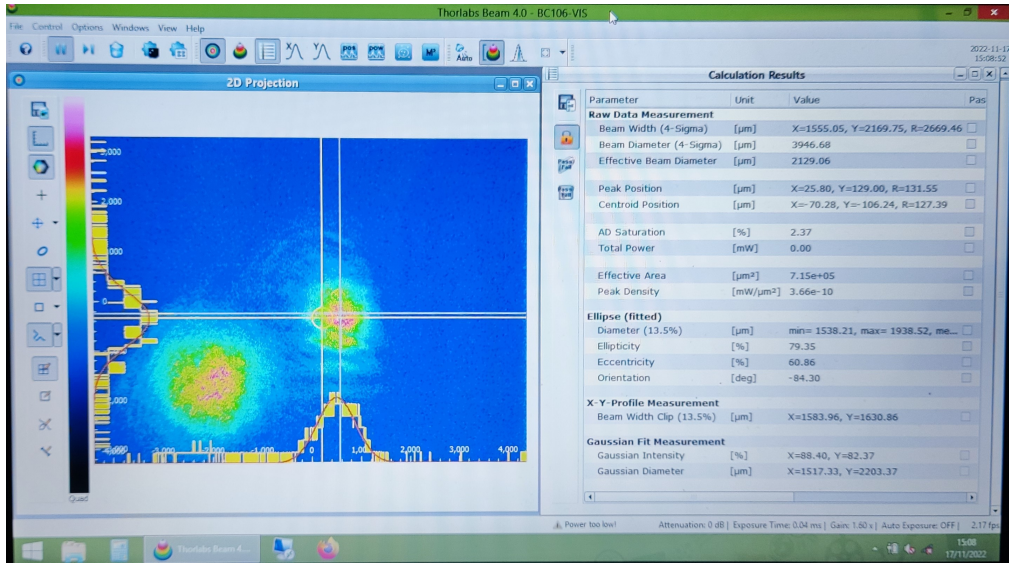 Thorlabs Beam 4.0 - BC106-VIS
File Control Options Windows View Help
X Y POS POW M² Auto
2022-11-17
15:08:52
2D Projection
Calculation Results
Parameter Unit Value Pas
Raw Data Measurement
Beam Width (4-Sigma) [µm] X=1555.05, Y=2169.75, R=2669.46
Beam Diameter (4-Sigma) [µm] 3946.68
Effective Beam Diameter [µm] 2129.06
Peak Position [µm] X=25.80, Y=129.00, R=131.55
Centroid Position [µm] X=-70.28, Y=-106.24, R=127.39
AD Saturation [%] 2.37
Total Power [mW] 0.00
Effective Area [µm²] 7.15e+05
Peak Density [mW/µm²] 3.66e-10
Ellipse (fitted)
Diameter (13.5%) [µm] min= 1538.21, max= 1938.52, me...
Ellipticity [%] 79.35
Eccentricity [%] 60.86
Orientation [deg] -84.30
X-Y-Profile Measurement
Beam Width Clip (13.5%) [µm] X=1583.96, Y=1630.86
Gaussian Fit Measurement
Gaussian Intensity [%] X=88.40, Y=82.37
Gaussian Diameter [µm] X=1517.33, Y=2203.37
3,000
2,000
0
0 1,000 2,000 3,000 4,000
Quad
Power too low! Attenuation: 0 dB | Exposure Time: 0.04 ms | Gain: 1.60 x | Auto Exposure: OFF | 2.17 fps
Thorlabs Beam 4...
15:08
17/11/2022